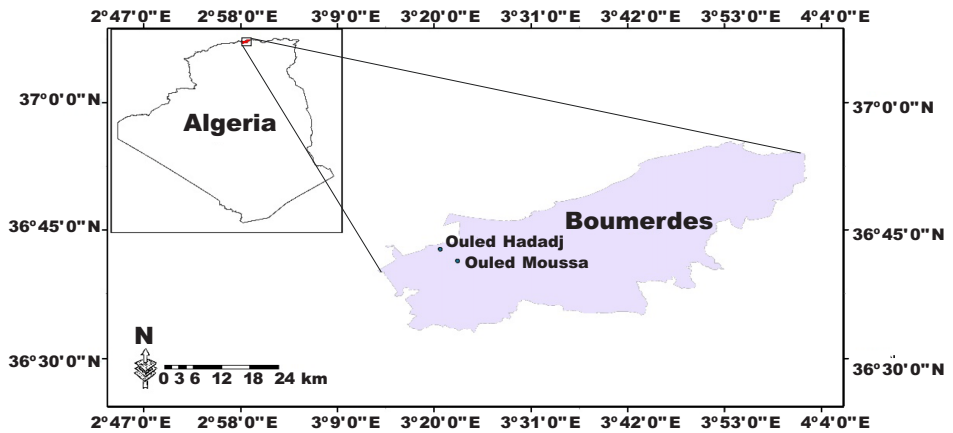 2°47'0"E 2°58'0"E 3°9'0"E 3°20'0"E 3°31'0"E 3°42'0"E 3°53'0"E 4°4'0"E
37°0'0"N 37°0'0"N
Algeria
36°45'0"N 36°45'0"N
Boumerdes
Ouled Hadadj
Ouled Moussa
N
36°30'0"N 36°30'0"N
0 3 6 12 18 24 km
2°47'0"E 2°58'0"E 3°9'0"E 3°20'0"E 3°31'0"E 3°42'0"E 3°53'0"E 4°4'0"E